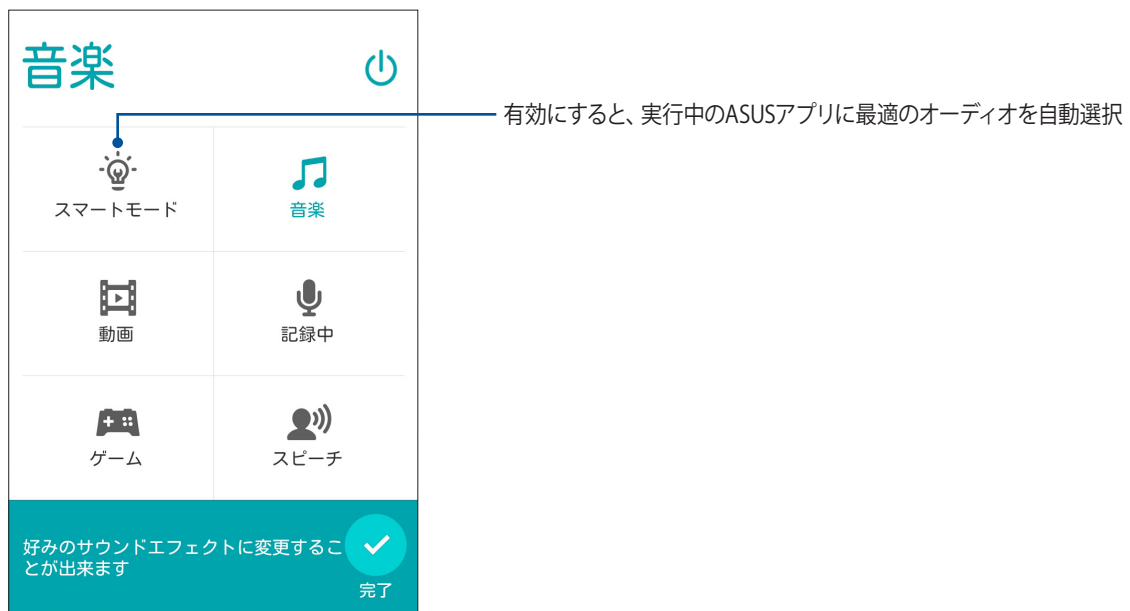 音楽
有効にすると、実行中のASUSアプリに最適のオーディオを自動選択
スマートモード
音楽
動画
記録中
ゲーム
スピーチ
好みのサウンドエフェクトに変更するこ
とが出来ます
完了